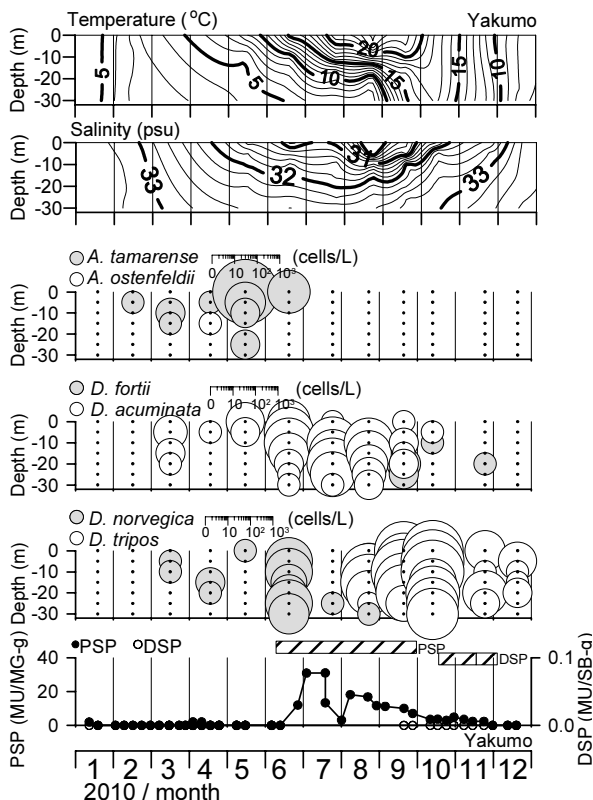 Temperature (°C) Yakumo
Depth (m)
0
-10
-20
-30
5
5
10
20
15
15
10
Salinity (psu)
Depth (m)
0
-10
-20
-30
33
32
31
33
A. tamarense
A. ostenfeldii
0 10 10² 10³
(cells/L)
Depth (m)
0
-10
-20
-30
D. fortii
D. acuminata
0 10 10² 10³
(cells/L)
Depth (m)
0
-10
-20
-30
D. norvegica
D. tripos
0 10 10² 10³
(cells/L)
Depth (m)
0
-10
-20
-30
PSP DSP
PSP
DSP
PSP (MU/MG-g)
40
20
0
DSP (MU/SB-g)
0.1
0.0
Yakumo
1 2 3 4 5 6 7 8 9 10 11 12
2010 / month